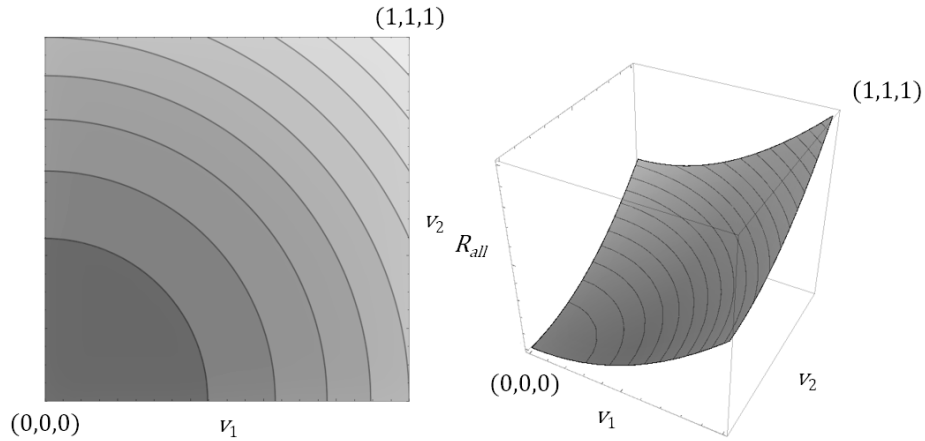 (1,1,1)
v2
(0,0,0)
v1
(1,1,1)
Rall
(0,0,0)
v1
v2